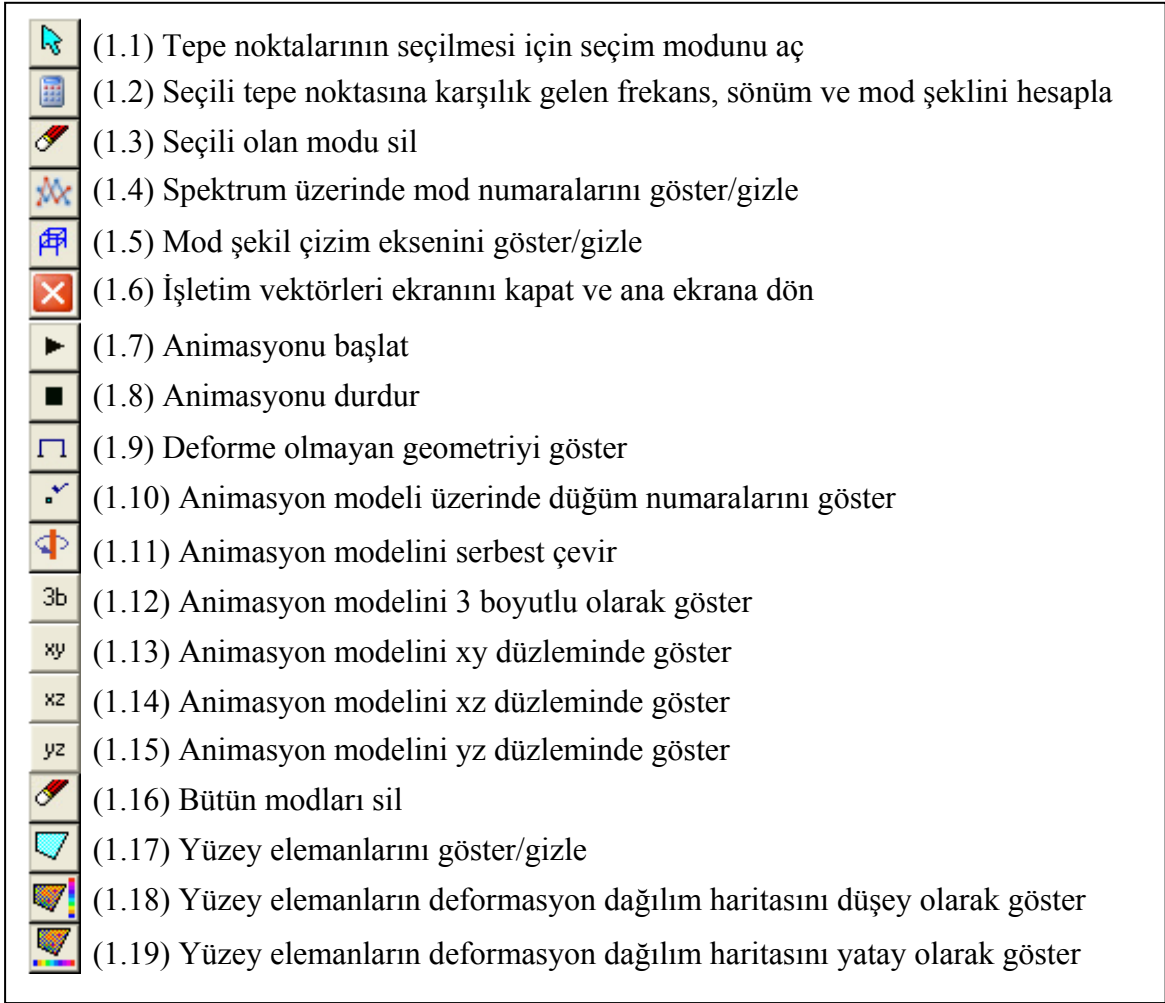 (1.1) Tepe noktalarının seçilmesi için seçim modunu aç
(1.2) Seçili tepe noktasına karşılık gelen frekans, sönüm ve mod şeklini hesapla
(1.3) Seçili olan modu sil
(1.4) Spektrum üzerinde mod numaralarını göster/gizle
(1.5) Mod şekil çizim eksenini göster/gizle
(1.6) İşletim vektörleri ekranını kapat ve ana ekrana dön
(1.7) Animasyonu başlat
(1.8) Animasyonu durdur
(1.9) Deforme olmayan geometriyi göster
(1.10) Animasyon modeli üzerinde düğüm numaralarını göster
(1.11) Animasyon modelini serbest çevir
3b (1.12) Animasyon modelini 3 boyutlu olarak göster
xy (1.13) Animasyon modelini xy düzleminde göster
xz (1.14) Animasyon modelini xz düzleminde göster
yz (1.15) Animasyon modelini yz düzleminde göster
(1.16) Bütün modları sil
(1.17) Yüzey elemanlarını göster/gizle
(1.18) Yüzey elemanların deformasyon dağılım haritasını düşey olarak göster
(1.19) Yüzey elemanların deformasyon dağılım haritasını yatay olarak göster